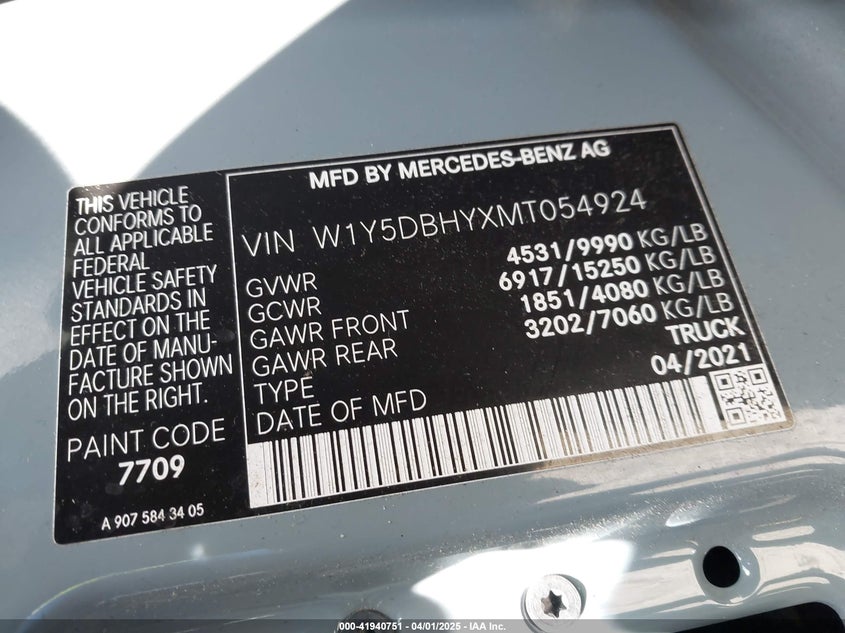 THIS VEHICLE
CONFORMS TO
ALL APPLICABLE
FEDERAL
VEHICLE SAFETY
STANDARDS IN
EFFECT ON THE
DATE OF MANU-
FACTURE SHOWN
ON THE RIGHT.
PAINT CODE
7709
A 907 584 34 05
MFD BY MERCEDES-BENZ AG
VIN W1Y5DBHYXMT054924
GVWR 4531/9990 KG/LB
GCWR 6917/15250 KG/LB
GAWR FRONT 1851/4080 KG/LB
GAWR REAR 3202/7060 KG/LB
TYPE TRUCK
DATE OF MFD 04/2021
000-41940751 - 04/01/2025 - IAA Inc.